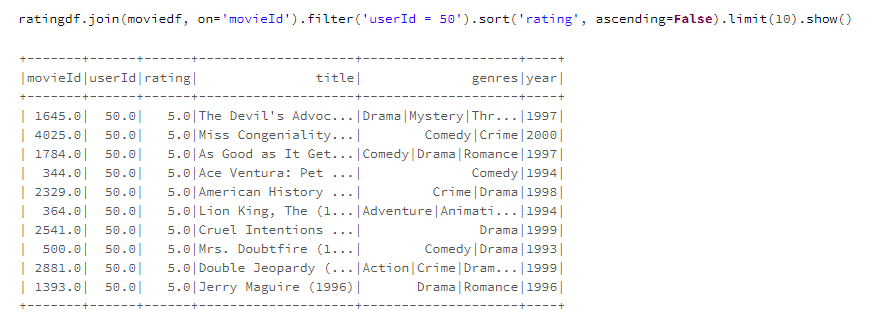 ratingdf.join(moviedf, on='movieId').filter('userId = 50').sort('rating', ascending=False).limit(10).show()
+-------+------+------+--------------------+--------------------+----+
|movieId|userId|rating|               title|              genres|year|
+-------+------+------+--------------------+--------------------+----+
| 1645.0|  50.0|   5.0|The Devil's Advoc...|Drama|Mystery|Thr...|1997|
| 4025.0|  50.0|   5.0|Miss Congeniality...|        Comedy|Crime|2000|
| 1784.0|  50.0|   5.0|As Good as It Get...|Comedy|Drama|Romance|1997|
|  344.0|  50.0|   5.0|Ace Ventura: Pet ...|              Comedy|1994|
| 2329.0|  50.0|   5.0|American History ...|         Crime|Drama|1998|
|  364.0|  50.0|   5.0|Lion King, The (1...|Adventure|Animati...|1994|
| 2541.0|  50.0|   5.0|Cruel Intentions ...|               Drama|1999|
|  500.0|  50.0|   5.0|Mrs. Doubtfire (1...|        Comedy|Drama|1993|
| 2881.0|  50.0|   5.0|Double Jeopardy (...|Action|Crime|Dram...|1999|
| 1393.0|  50.0|   5.0|Jerry Maguire (1996)|       Drama|Romance|1996|
+-------+------+------+--------------------+--------------------+----+